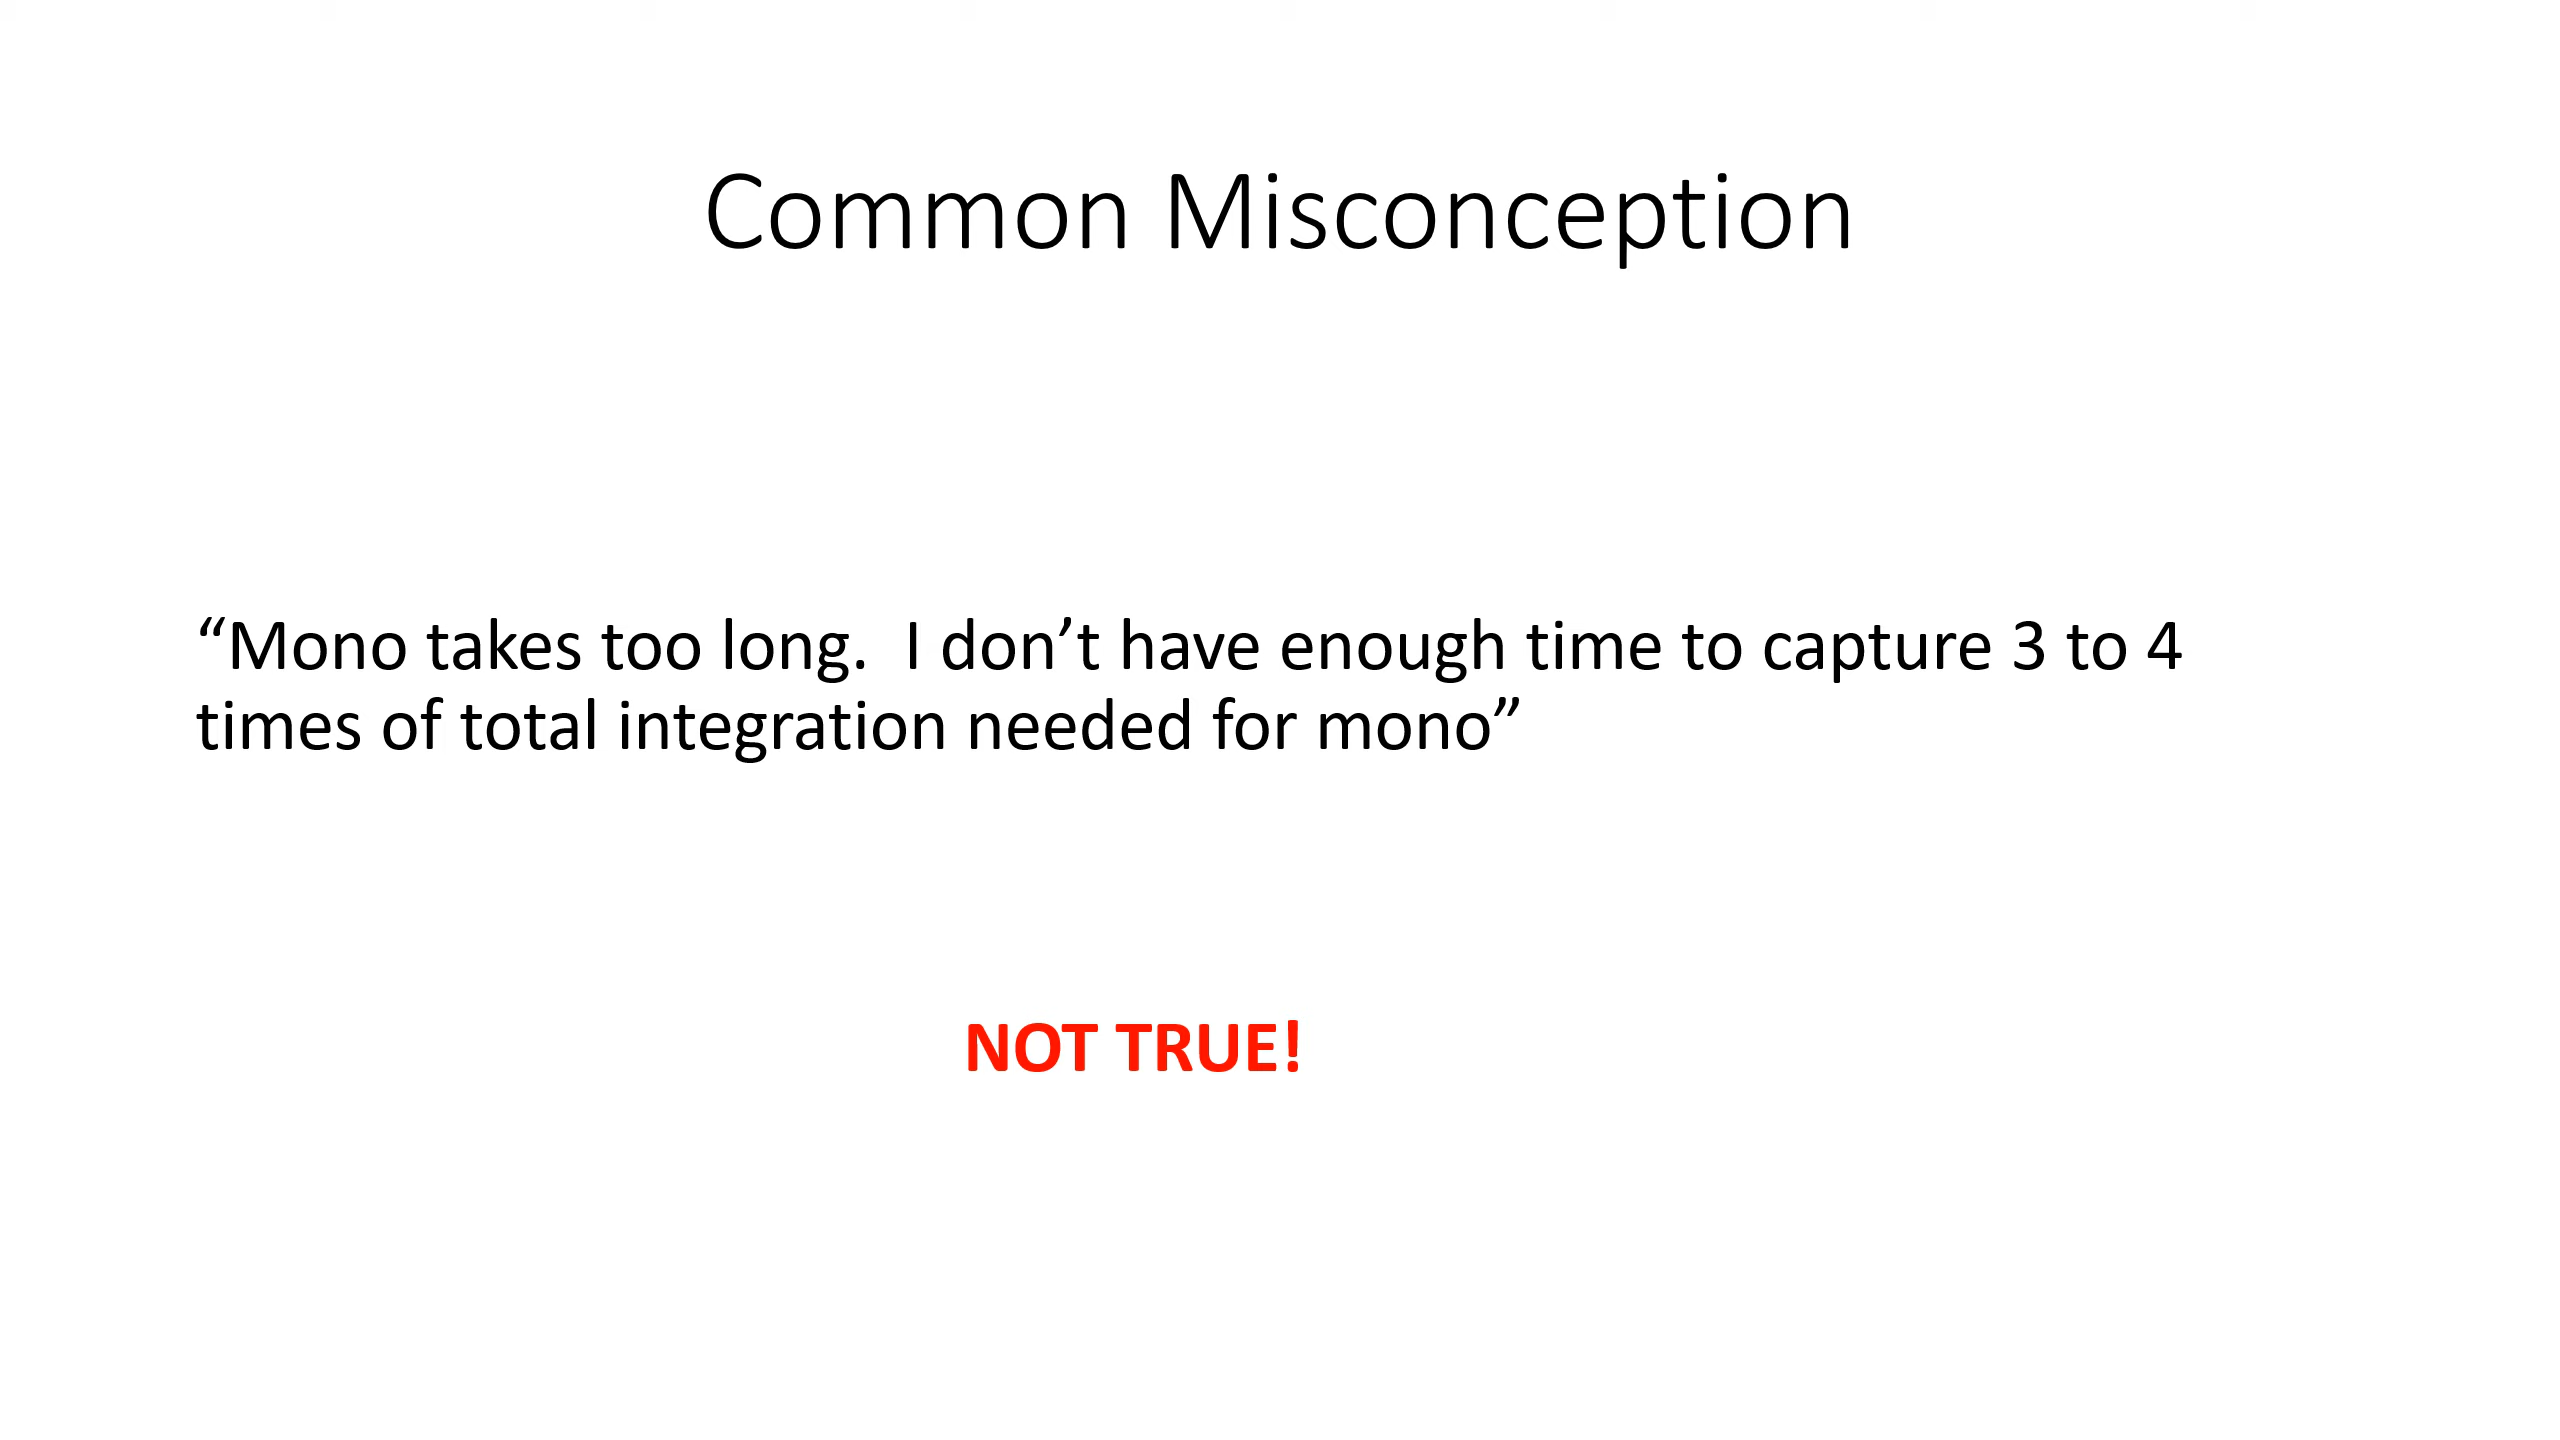 Common Misconception
“Mono takes too long.  I don’t have enough time to capture 3 to 4
times of total integration needed for mono”
NOT TRUE!